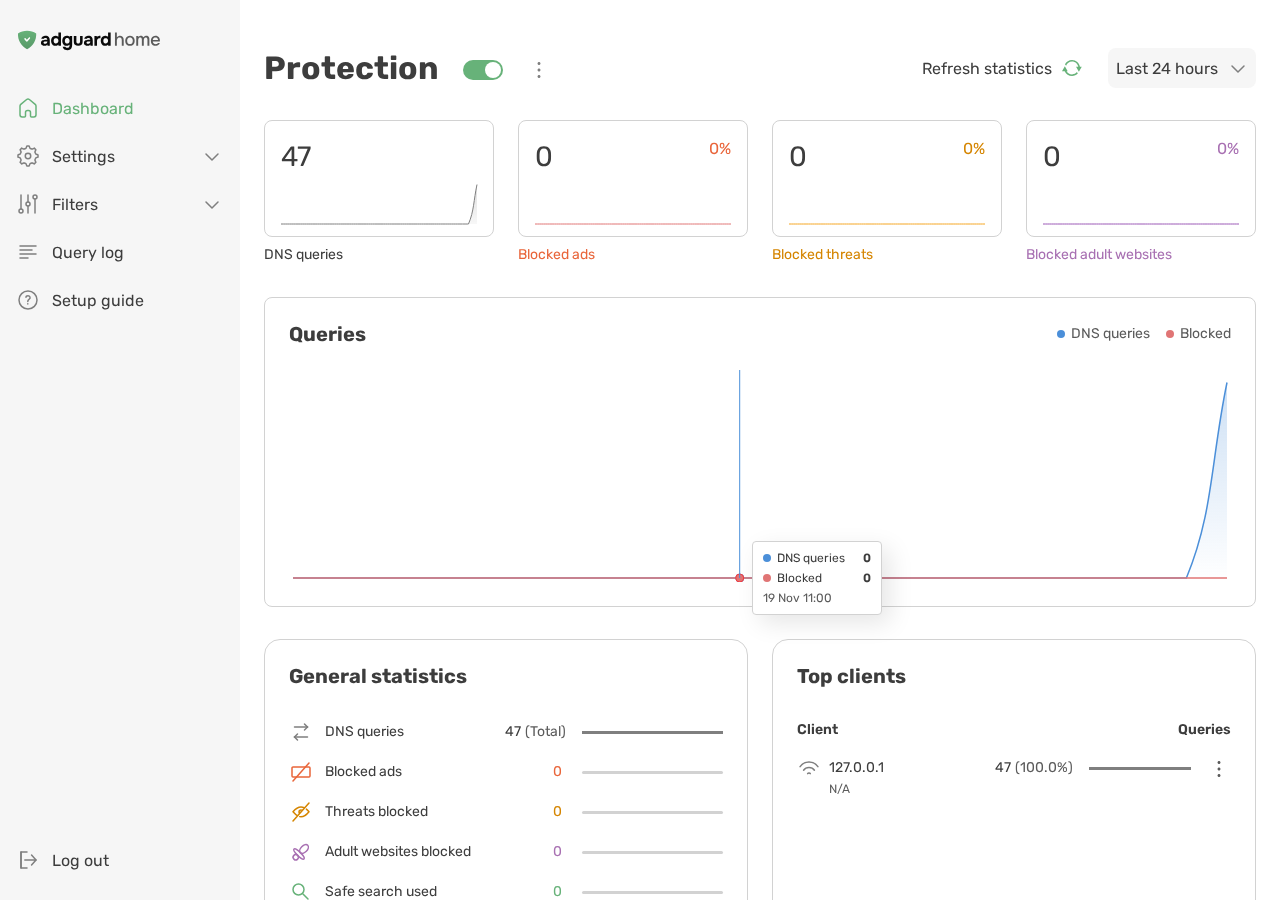 adguard home
Dashboard
Settings
Filters
Query log
Setup guide
Log out
Protection
Refresh statistics
Last 24 hours
47
DNS queries
0
0%
Blocked ads
0
0%
Blocked threats
0
0%
Blocked adult websites
Queries
DNS queries
Blocked
DNS queries 0
Blocked 0
19 Nov 11:00
General statistics
DNS queries 47 (Total)
Blocked ads 0
Threats blocked 0
Adult websites blocked 0
Safe search used 0
Top clients
Client Queries
127.0.0.1 47 (100.0%)
N/A